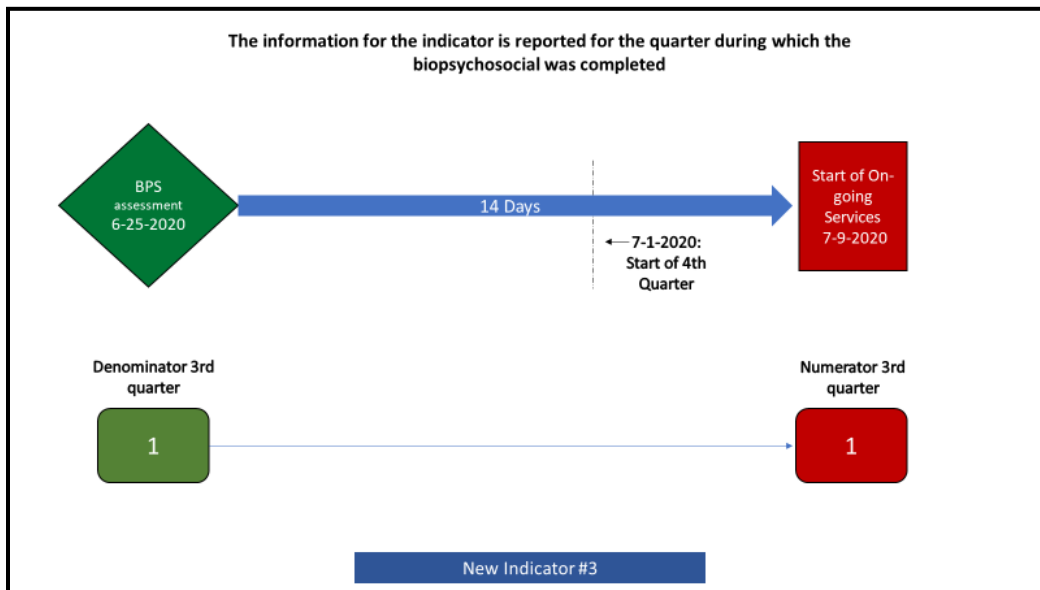 The information for the indicator is reported for the quarter during which the
biopsychosocial was completed
BPS
assessment
6-25-2020
14 Days
Start of On-
going
Services
7-9-2020
7-1-2020:
Start of 4th
Quarter
Denominator 3rd
quarter
Numerator 3rd
quarter
1
1
New Indicator #3